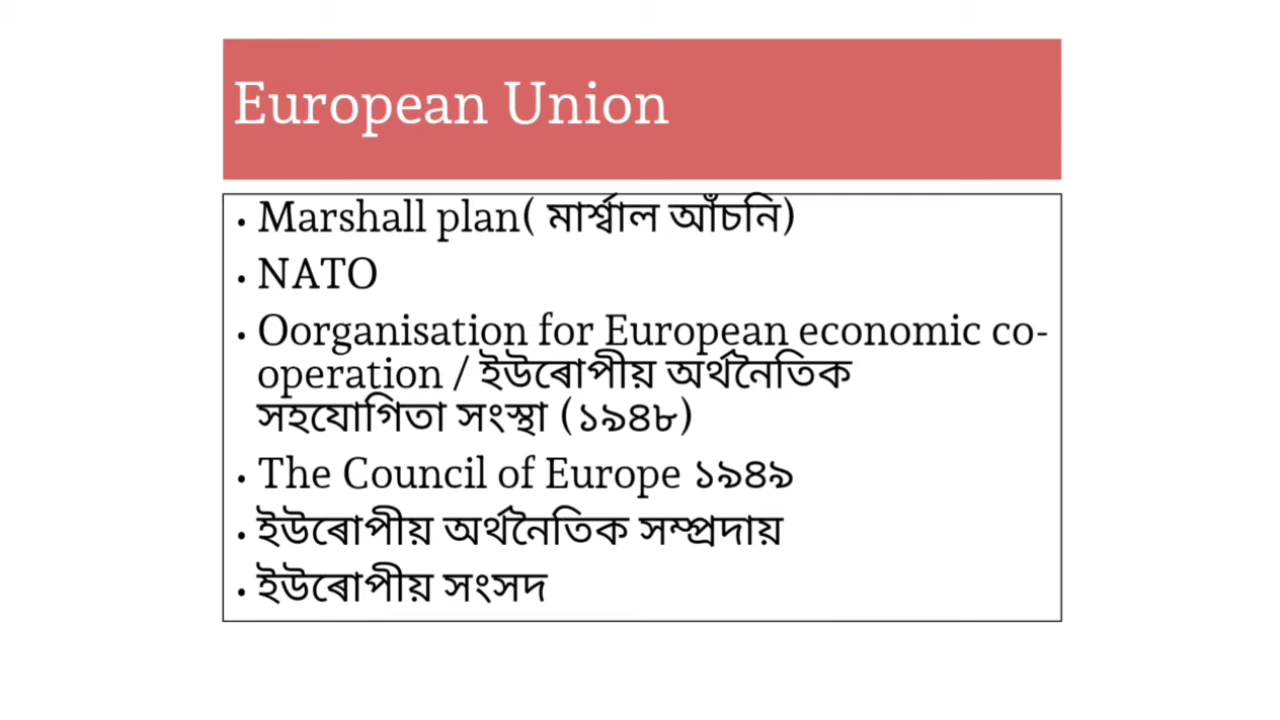 European Union
• Marshall plan( মাৰ্শ্বাল আঁচনি)
• NATO
• Oorganisation for European economic co-
operation / ইউৰোপীয় অৰ্থনৈতিক
সহযোগিতা সংস্থা (১৯৪৮)
• The Council of Europe ১৯৪৯
• ইউৰোপীয় অৰ্থনৈতিক সম্প্ৰদায়
• ইউৰোপীয় সংসদ